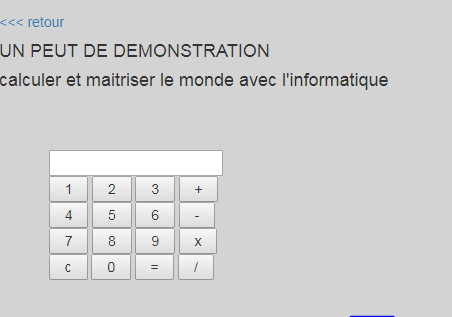 <<< retour
UN PEUT DE DEMONSTRATION
calculer et maitriser le monde avec l'informatique
1 2 3 +
4 5 6 -
7 8 9 x
c 0 = /